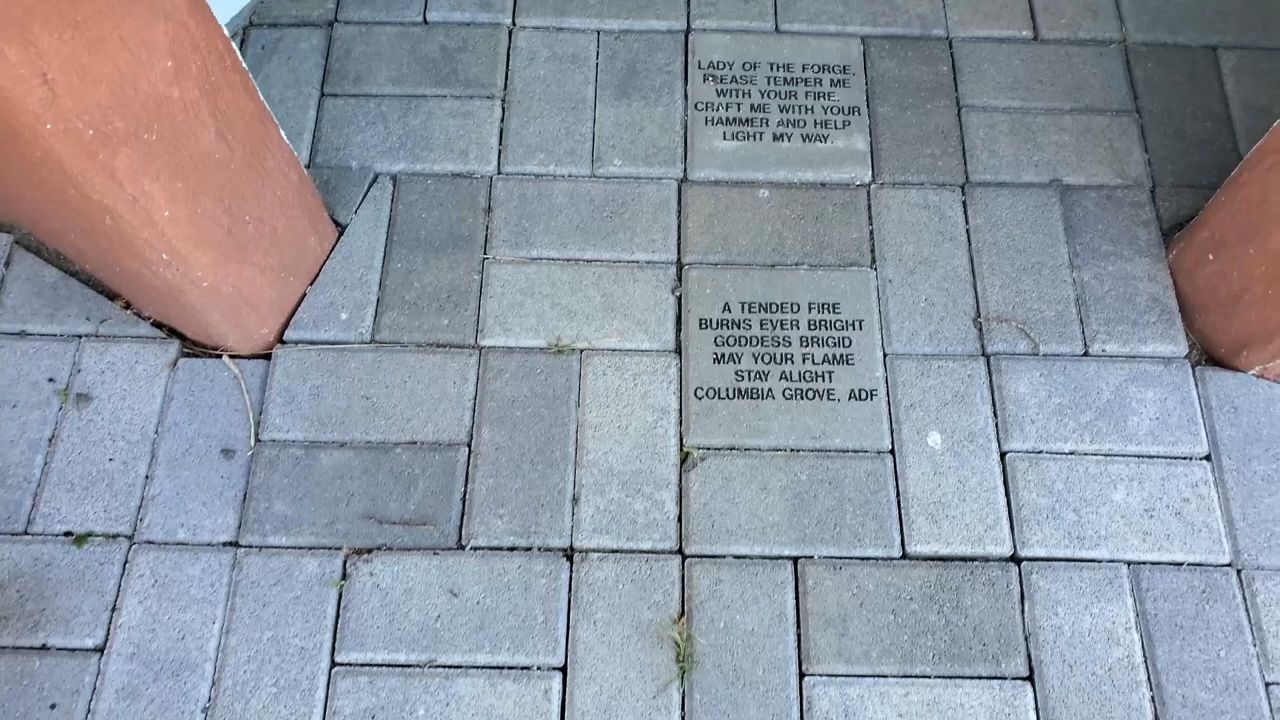 LADY OF THE FORGE,
PLEASE TEMPER ME
WITH YOUR FIRE.
CRAFT ME WITH YOUR
HAMMER AND HELP
LIGHT MY WAY.
A TENDED FIRE
BURNS EVER BRIGHT
GODDESS BRIGID
MAY YOUR FLAME
STAY ALIGHT
COLUMBIA GROVE, ADF